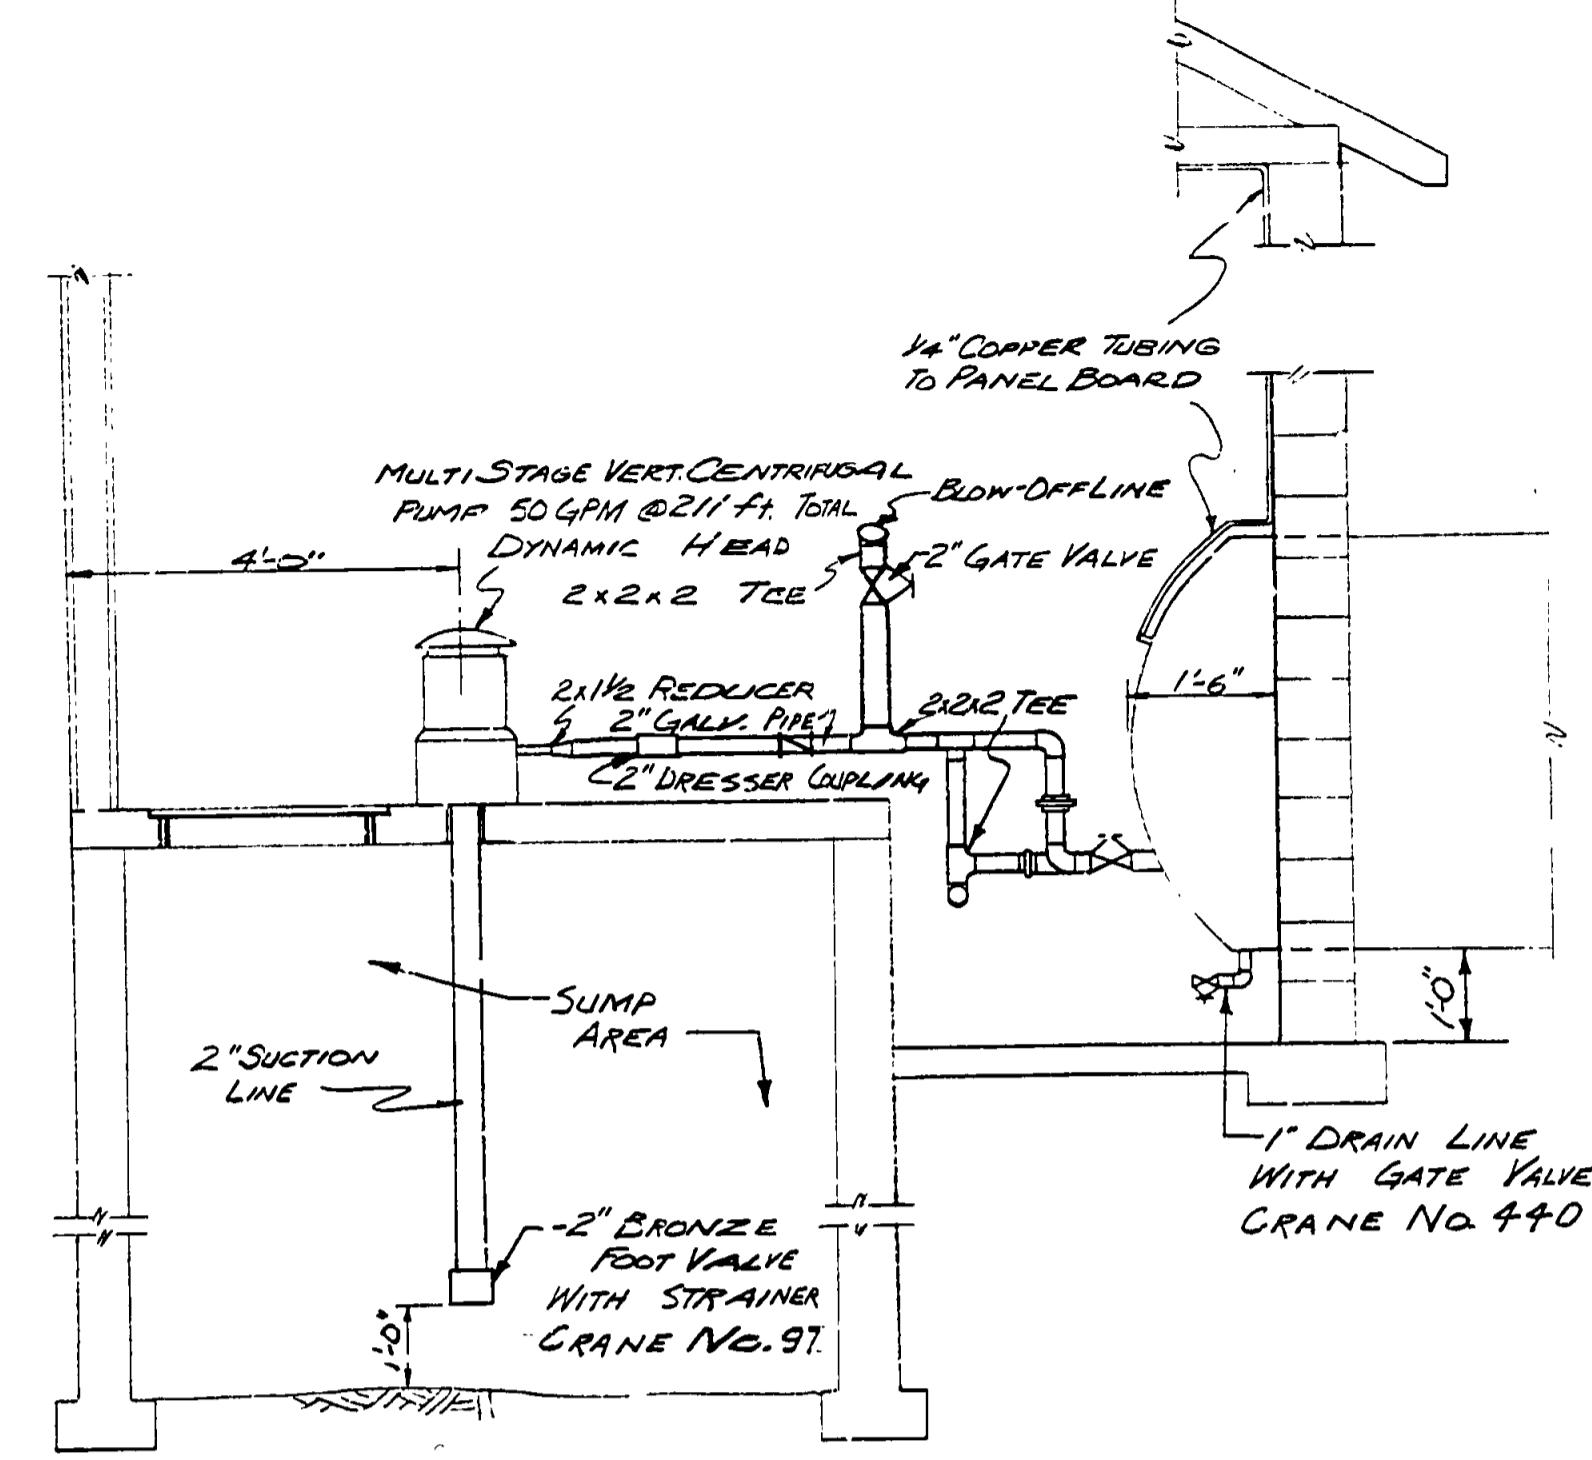 1/4" COPPER TUBING
TO PANEL BOARD
MULTI STAGE VERT. CENTRIFUGAL
PUMP 50 GPM @ 211 ft. TOTAL
DYNAMIC HEAD
BLOW-OFF LINE
4'-0"
2" GATE VALVE
2x2x2 TEE
2x1½ REDUCER
2" GALV. PIPE
2x2x2 TEE
1'-6"
2" DRESSER COUPLING
SUMP
AREA
1'-0"
2" SUCTION
LINE
1" DRAIN LINE
WITH GATE VALVE
CRANE No. 440
2" BRONZE
FOOT VALVE
WITH STRAINER
CRANE No. 97
1'-0"